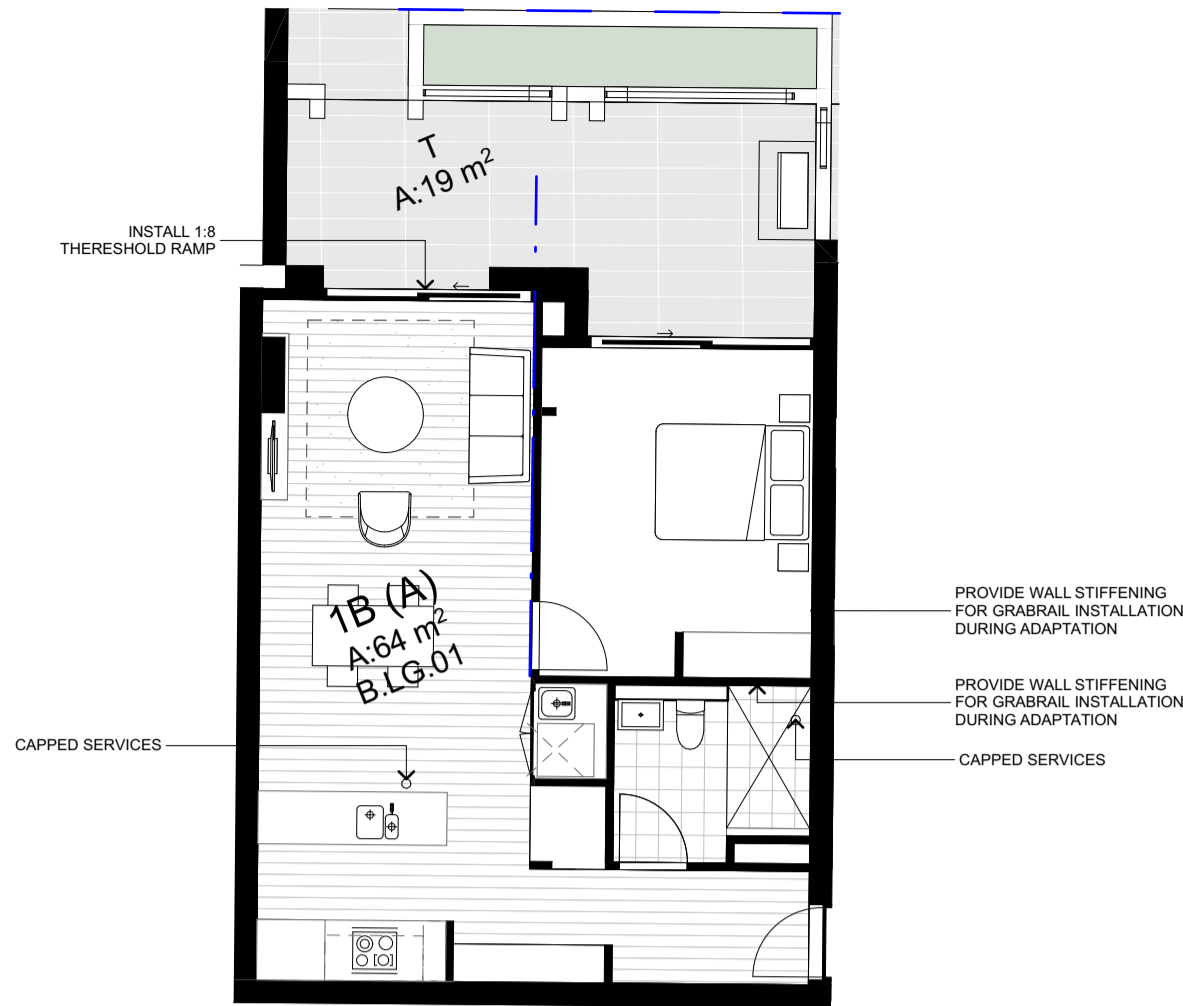 T
A:19 m²
INSTALL 1:8
THERESHOLD RAMP
1B (A)
A:64 m²
B.LG.01
PROVIDE WALL STIFFENING
FOR GRABRAIL INSTALLATION
DURING ADAPTATION
PROVIDE WALL STIFFENING
FOR GRABRAIL INSTALLATION
DURING ADAPTATION
CAPPED SERVICES
CAPPED SERVICES